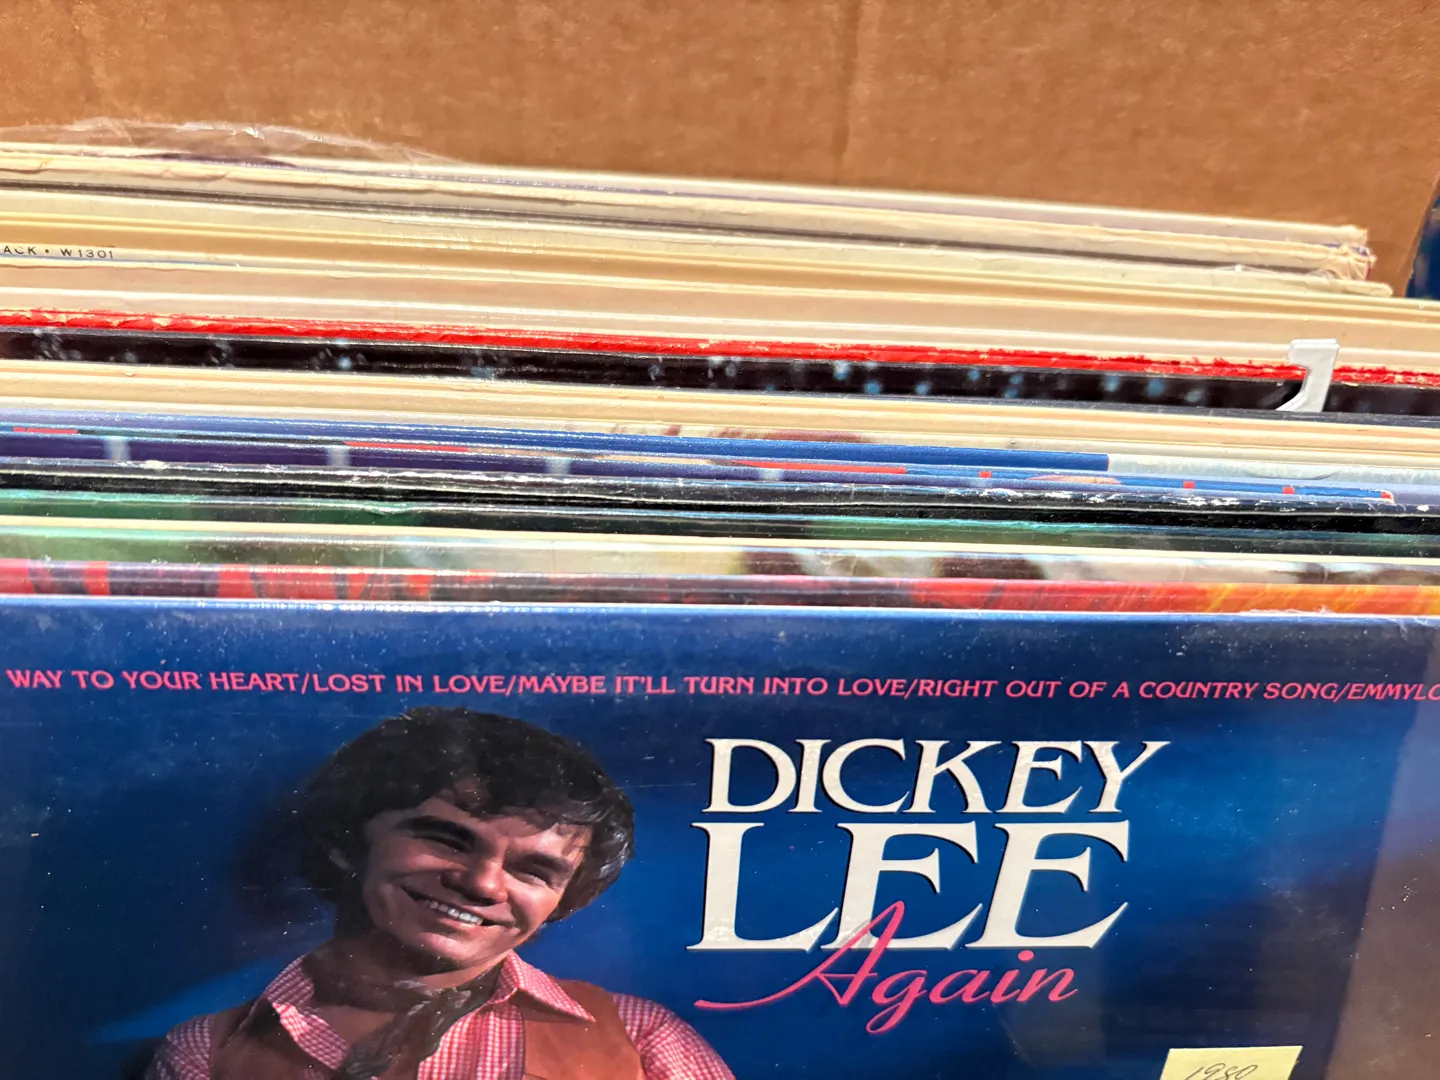 ACK • W1301
WAY TO YOUR HEART/LOST IN LOVE/MAYBE IT'LL TURN INTO LOVE/RIGHT OUT OF A COUNTRY SONG/EMMYLO
DICKEY
LEE
Again
1980